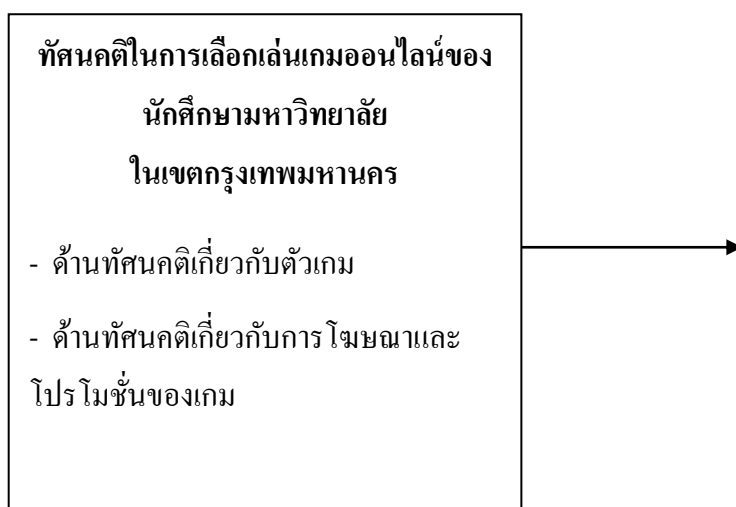 ทัศนคติในการเลือกเล่นเกมออนไลน์ของ
นักศึกษามหาวิทยาลัย
ในเขตกรุงเทพมหานคร
- ด้านทัศนคติเกี่ยวกับตัวเกม
- ด้านทัศนคติเกี่ยวกับการโฆษณาและ
โปรโมชั่นของเกม